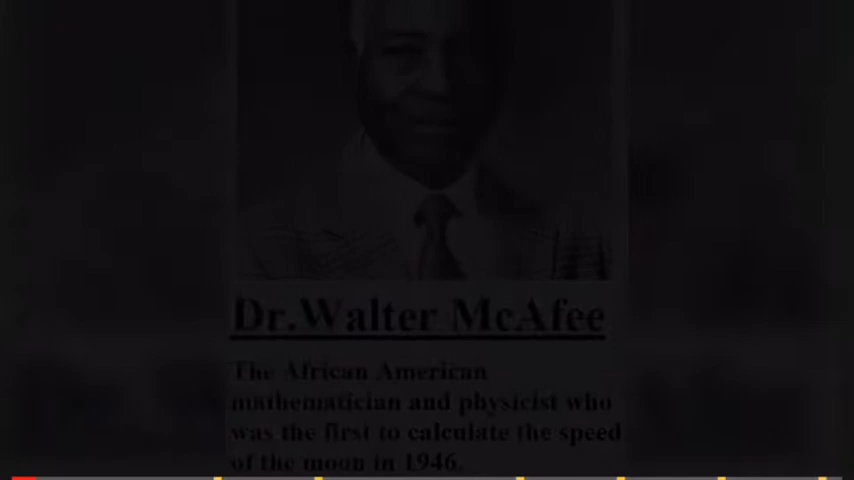 Dr.Walter McAfee
The African American
mathematician and physicist who
was the first to calculate the speed
of the moon in 1946.